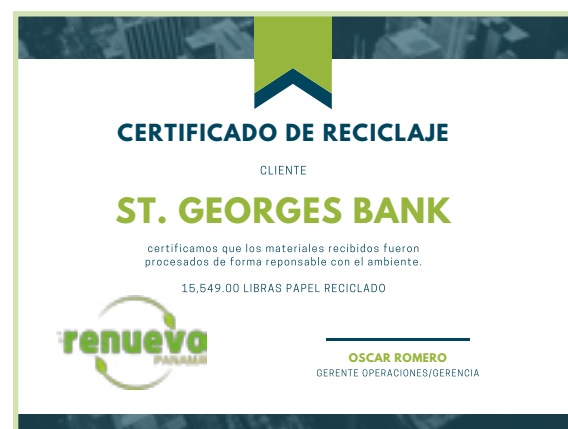 CERTIFICADO DE RECICLAJE
CLIENTE
ST. GEORGES BANK
certificamos que los materiales recibidos fueron
procesados de forma reponsable con el ambiente.
15,549.00 LIBRAS PAPEL RECICLADO
renueva
PANAMA
OSCAR ROMERO
GERENTE OPERACIONES/GERENCIA